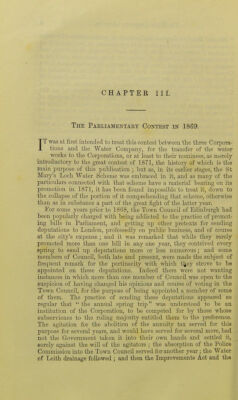 CHAPTER III.
The Parliamentary Contest in 1869.
It was at first intended to treat this contest between the three Corpora-
tions and the Water Company, for the transfer of the water
works to the Corporations, or at least to their nominees, as merely
introductory to the great contest of 1871, the history of which is the
main purpose of this publication; but as, in its earlier stages, the St
Mary's Loch Water Scheme was embraced in it, and as many of the
particulars connected with that scheme have a material bearing on its
promotion in 1871, it has been found impossible to treat it, down to
the collapse of the portion of it comprehending that scheme, otherwise
than as in substance a part of the great fight of the latter year.
For some years prior to 1868, the Town Council of Edinburgh had
been popularly charged with being addicted to the practice of promot-
ing bills in Parliament, and getting up other pretexts for sending
deputations to London, professedly on public business, and of course
at the city's expense; and it was remarked that while they rarely
promoted more than one bill in any one year, they contrived every
spring to send up deputations more or less numerous; and some
members of Council, both late and present, were made the subject of
frequent remark for the pertinacity with which they strove to be
appointed on these deputations. Indeed there were not wanting
instances in which more than one member of Council was open to the
suspicion of having changed his opinions and course of voting in the
Town Council, for the purpose of being appointed a member of some
of them. The practice of sending these deputations appeared so
regular that "the annual spring trip" was understood to be an
institution of the Corporation, to be competed for by those whose
subservience to the ruling majority entitled them to the preference.
The agitation for the abolition of the annuity tax served for this
purpose for several years, and would have served for several more, had
not the Government taken it into their own hands and settled it,
sorely against the will of the agitators; the absorption of the Police
Commission into the Town Council served for another year; the Water
of Leith drainage followed; and then the Improvements Act and the